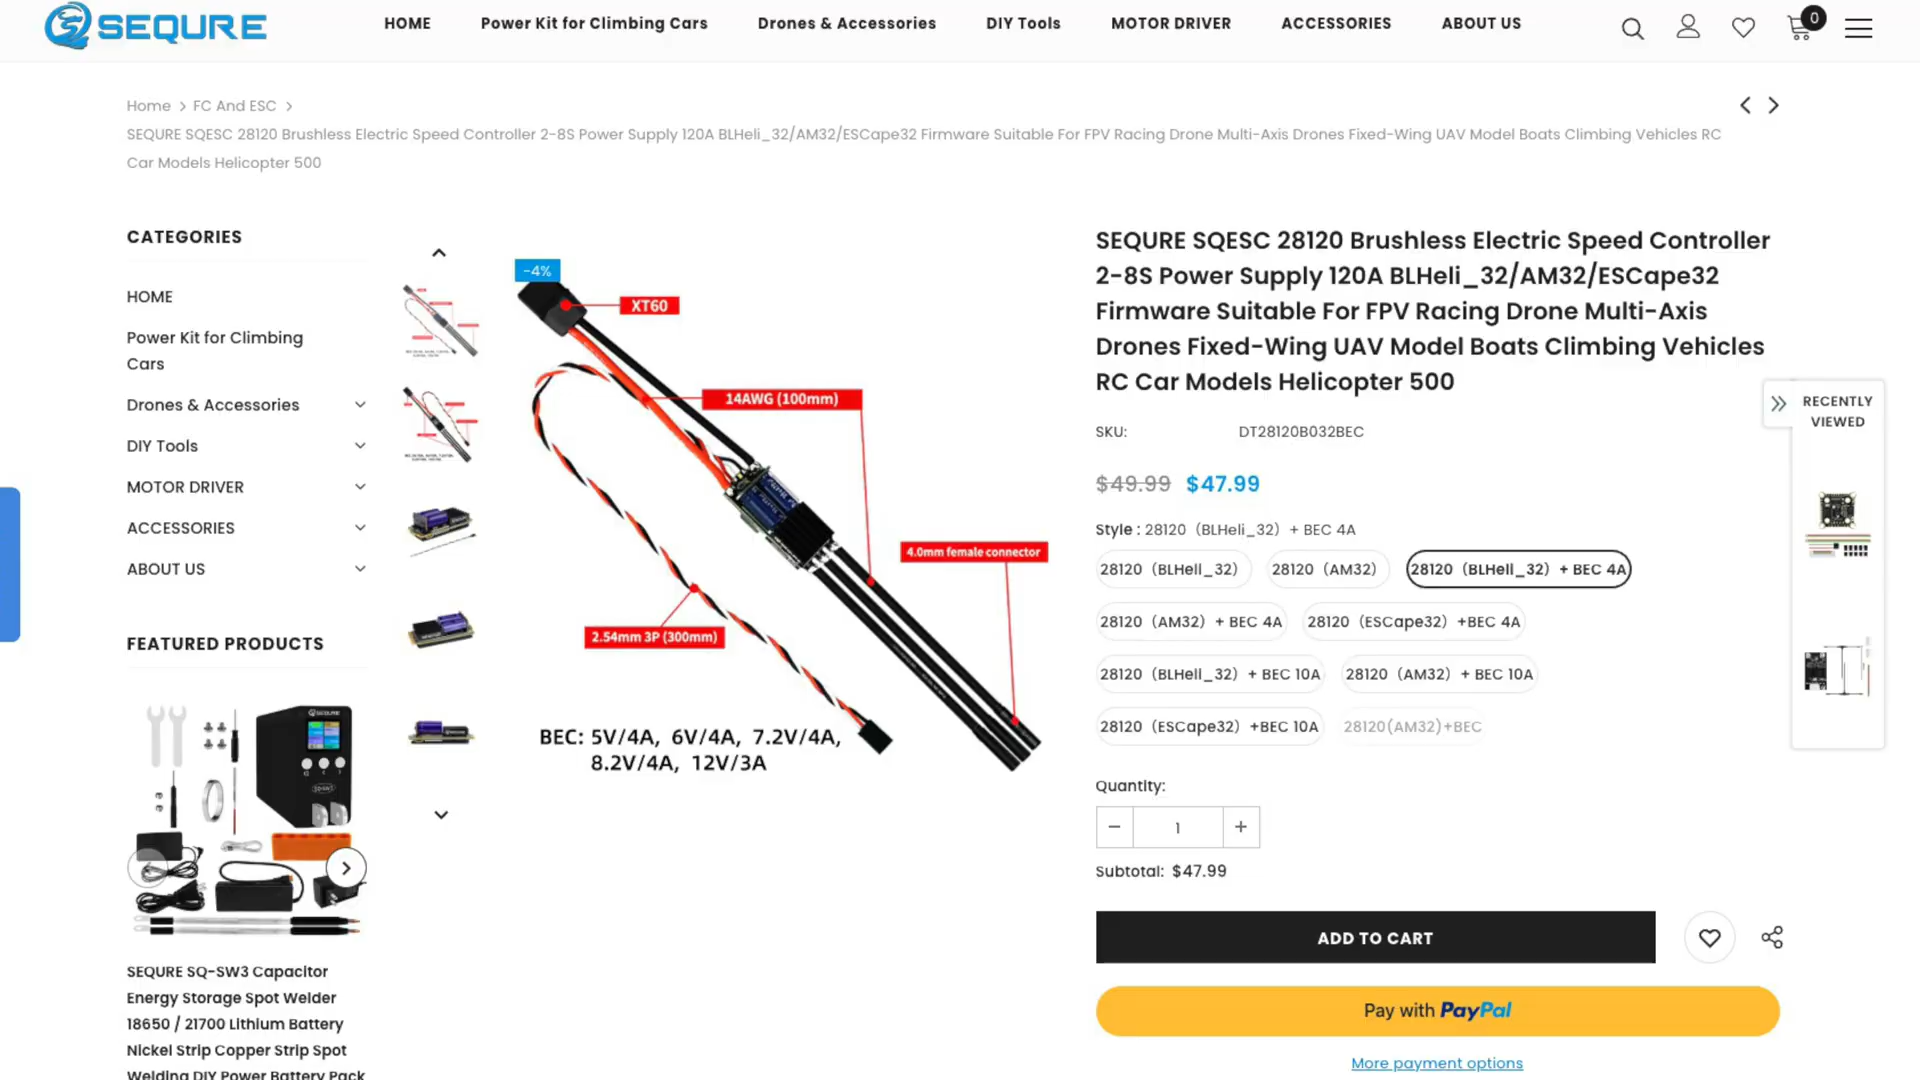 SEQURE
HOME
Power Kit for Climbing Cars
Drones & Accessories
DIY Tools
MOTOR DRIVER
ACCESSORIES
ABOUT US
0
Home > FC And ESC >
SEQURE SQESC 28120 Brushless Electric Speed Controller 2-8S Power Supply 120A BLHeli_32/AM32/ESCape32 Firmware Suitable For FPV Racing Drone Multi-Axis Drones Fixed-Wing UAV Model Boats Climbing Vehicles RC
Car Models Helicopter 500
CATEGORIES
HOME
Power Kit for Climbing
Cars
Drones & Accessories
DIY Tools
MOTOR DRIVER
ACCESSORIES
ABOUT US
FEATURED PRODUCTS
SEQURE
SEQURE SQ-SW3 Capacitor
Energy Storage Spot Welder
18650 / 21700 Lithium Battery
Nickel Strip Copper Strip Spot
Welding DIY Power Battery Pack
-4%
XT60
14AWG (100mm)
4.0mm female connector
2.54mm 3P (300mm)
BEC: 5V/4A, 6V/4A, 7.2V/4A,
8.2V/4A, 12V/3A
SEQURE SQESC 28120 Brushless Electric Speed Controller
2-8S Power Supply 120A BLHeli_32/AM32/ESCape32
Firmware Suitable For FPV Racing Drone Multi-Axis
Drones Fixed-Wing UAV Model Boats Climbing Vehicles
RC Car Models Helicopter 500
SKU: DT28120B032BEC
$49.99 $47.99
Style : 28120（BLHeli_32）+ BEC 4A
28120（BLHeli_32）
28120（AM32）
28120（BLHeli_32）+ BEC 4A
28120（AM32）+ BEC 4A
28120（ESCape32）+BEC 4A
28120（BLHeli_32）+ BEC 10A
28120（AM32）+ BEC 10A
28120（ESCape32）+BEC 10A
28120(AM32)+BEC
Quantity:
− 1 +
Subtotal: $47.99
ADD TO CART
Pay with PayPal
More payment options
RECENTLY
VIEWED